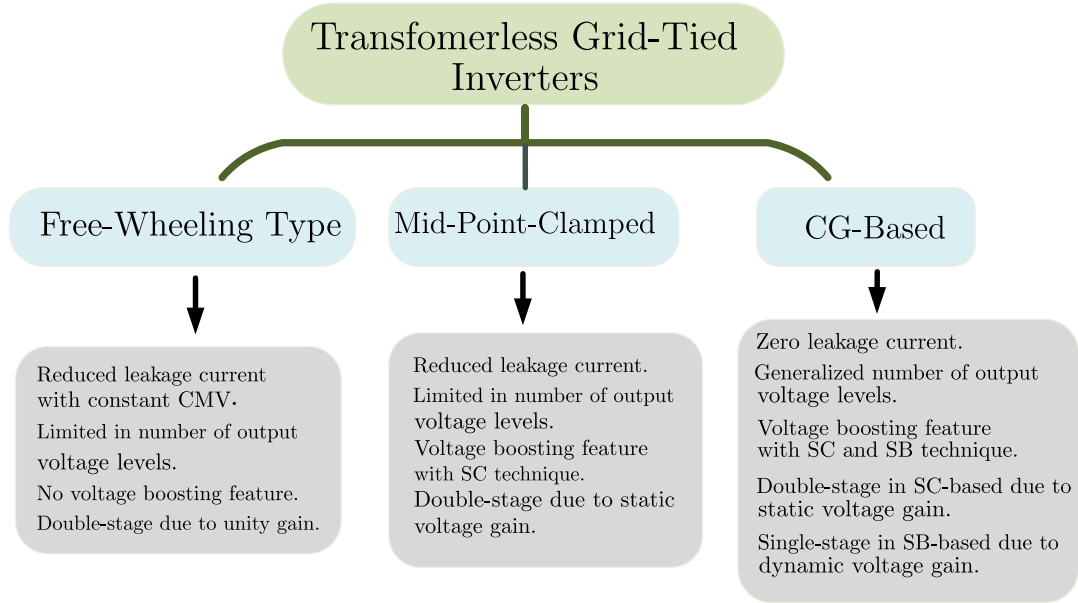 Transfomerless Grid-Tied
Inverters
Free-Wheeling Type
Mid-Point-Clamped
CG-Based
Reduced leakage current
with constant CMV.
Limited in number of output
voltage levels.
No voltage boosting feature.
Double-stage due to unity gain.
Reduced leakage current.
Limited in number of output
voltage levels.
Voltage boosting feature
with SC technique.
Double-stage due to static
voltage gain.
Zero leakage current.
Generalized number of output
voltage levels.
Voltage boosting feature
with SC and SB technique.
Double-stage in SC-based due to
static voltage gain.
Single-stage in SB-based due to
dynamic voltage gain.